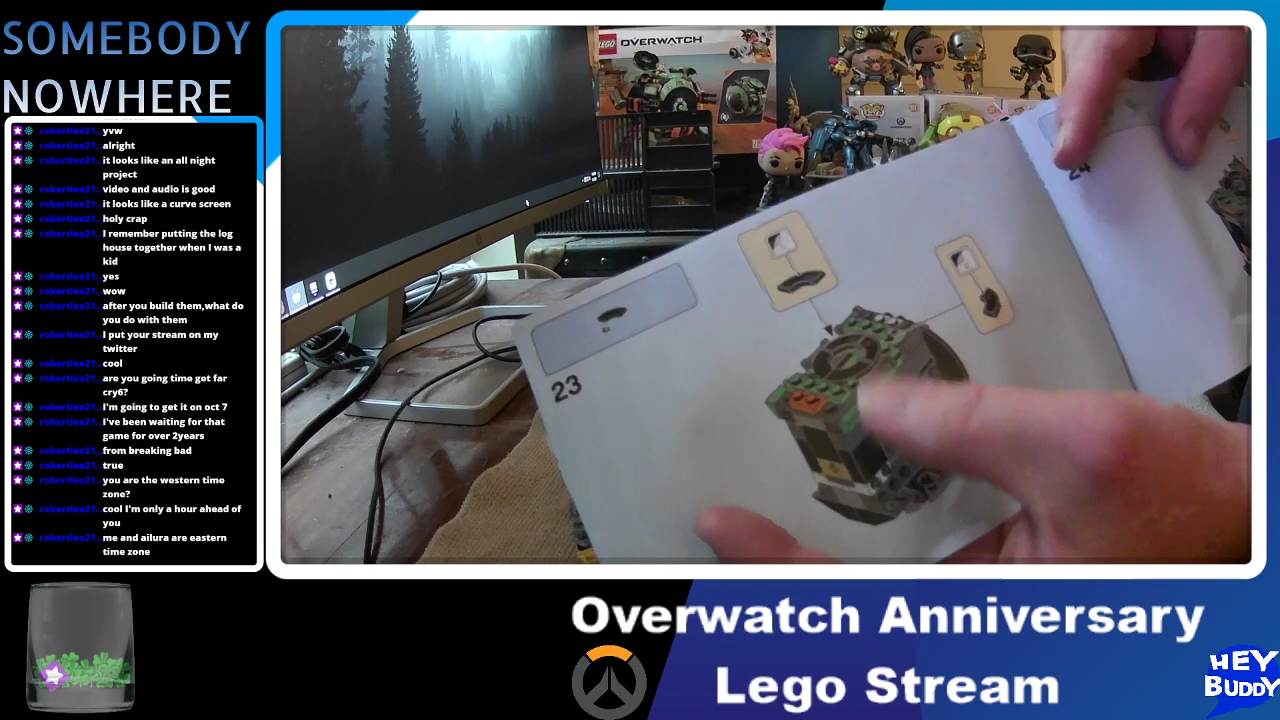 SOMEBODY
NOWHERE
robertlee21.. yvw
robertlee21.. alright
robertlee21.. it looks like an all night
project
robertlee21.. video and audio is good
robertlee21.. it looks like a curve screen
robertlee21.. holy crap
robertlee21.. I remember putting the log
house together when I was a
kid
robertlee21.. yes
robertlee21.. wow
robertlee21.. after you build them,what do
you do with them
robertlee21.. I put your stream on my
twitter
robertlee21.. cool
robertlee21.. are you going time get far
cry6?
robertlee21.. I'm going to get it on oct 7
robertlee21.. I've been waiting for that
game for over 2years
robertlee21.. from breaking bad
robertlee21.. true
robertlee21.. you are the western time
zone?
robertlee21.. cool I'm only a hour ahead of
you
robertlee21.. me and ailura are eastern
time zone
LEGO OVERWATCH
POP!
24
23
Overwatch Anniversary
Lego Stream
HEY
BUDDY